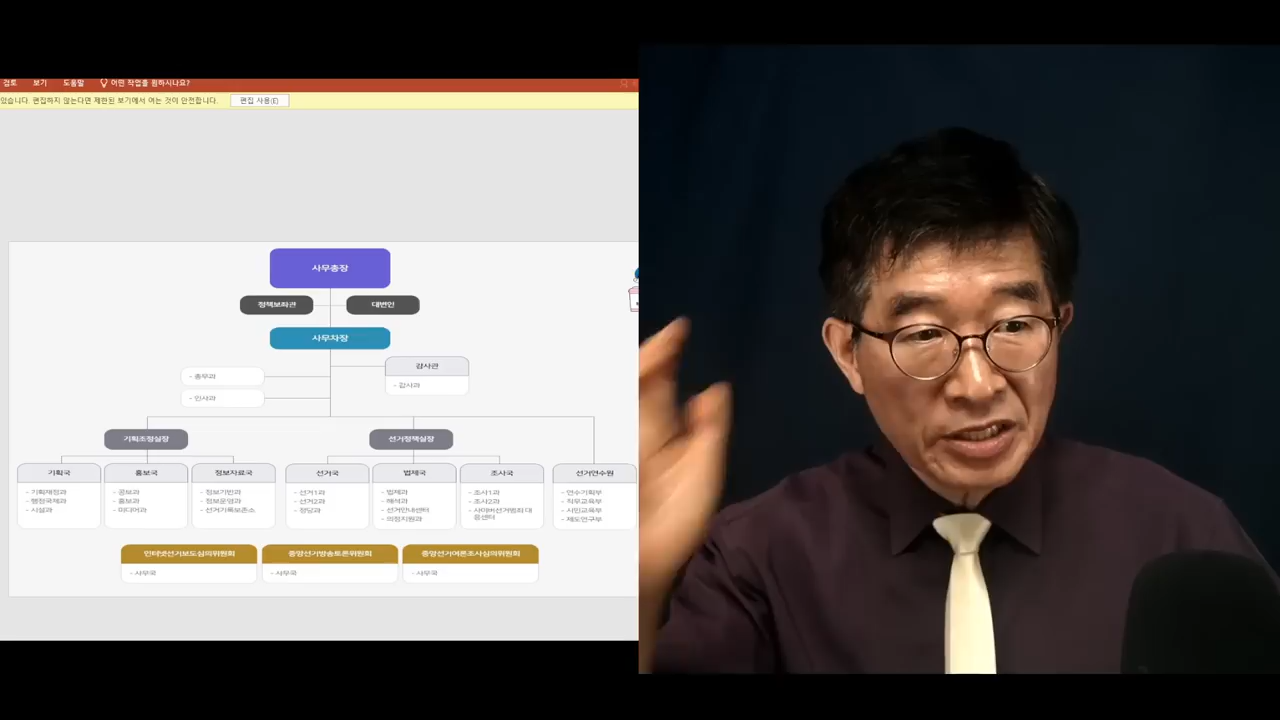 검토 보기 도움말 어떤 작업을 원하시나요?
있습니다. 편집하지 않는다면 제한된 보기에서 여는 것이 안전합니다. 편집 사용(E)
사무총장
정책보좌관 대변인
사무차장
감사관
- 총무과
- 감사과
- 인사과
기획조정실장 선거정책실장
기획국 홍보국 정보자료국 선거국 법제국 조사국 선거연수원
- 기획재정과
- 행정국제과
- 시설과
- 공보과
- 홍보과
- 미디어과
- 정보기반과
- 정보운영과
- 선거기록보존소
- 선거1과
- 선거2과
- 정당과
- 법제과
- 해석과
- 선거안내센터
- 의정지원과
- 조사1과
- 조사2과
- 사이버선거범죄 대
응센터
- 연수기획부
- 직무교육부
- 시민교육부
- 제도연구부
인터넷선거보도심의위원회 중앙선거방송토론위원회 중앙선거여론조사심의위원회
- 사무국 - 사무국 - 사무국